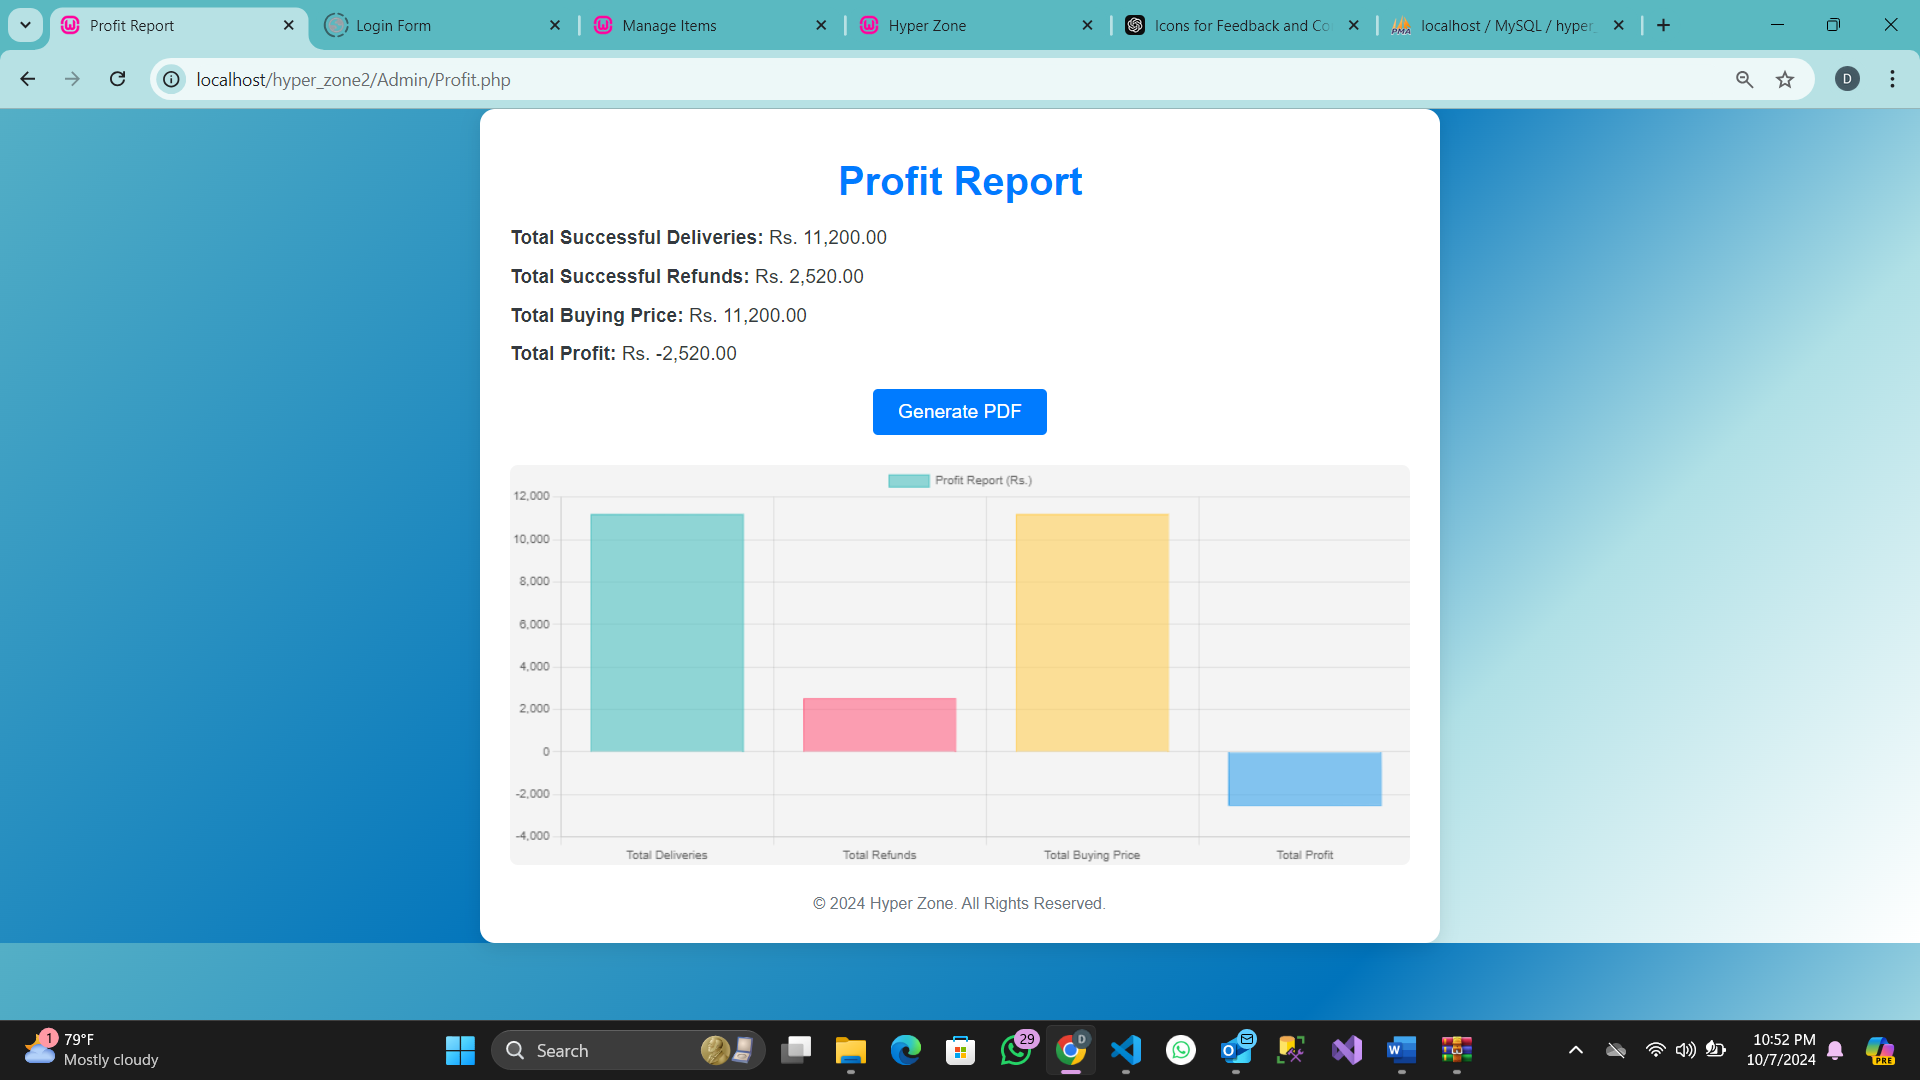 Profit Report
Login Form
Manage Items
Hyper Zone
Icons for Feedback and Co
localhost / MySQL / hyper_
localhost/hyper_zone2/Admin/Profit.php
D
Profit Report
Total Successful Deliveries: Rs. 11,200.00
Total Successful Refunds: Rs. 2,520.00
Total Buying Price: Rs. 11,200.00
Total Profit: Rs. -2,520.00
Generate PDF
Profit Report (Rs.)
12,000
10,000
8,000
6,000
4,000
2,000
0
-2,000
-4,000
Total Deliveries
Total Refunds
Total Buying Price
Total Profit
© 2024 Hyper Zone. All Rights Reserved.
1
79°F
Mostly cloudy
Search
29
D
10:52 PM
10/7/2024
PRE